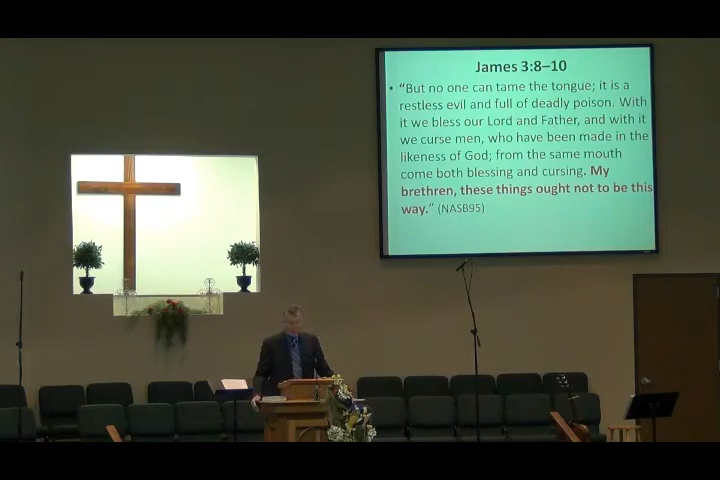 James 3:8–10
• “But no one can tame the tongue; it is a
restless evil and full of deadly poison. With
it we bless our Lord and Father, and with it
we curse men, who have been made in the
likeness of God; from the same mouth
come both blessing and cursing. My
brethren, these things ought not to be this
way.” (NASB95)